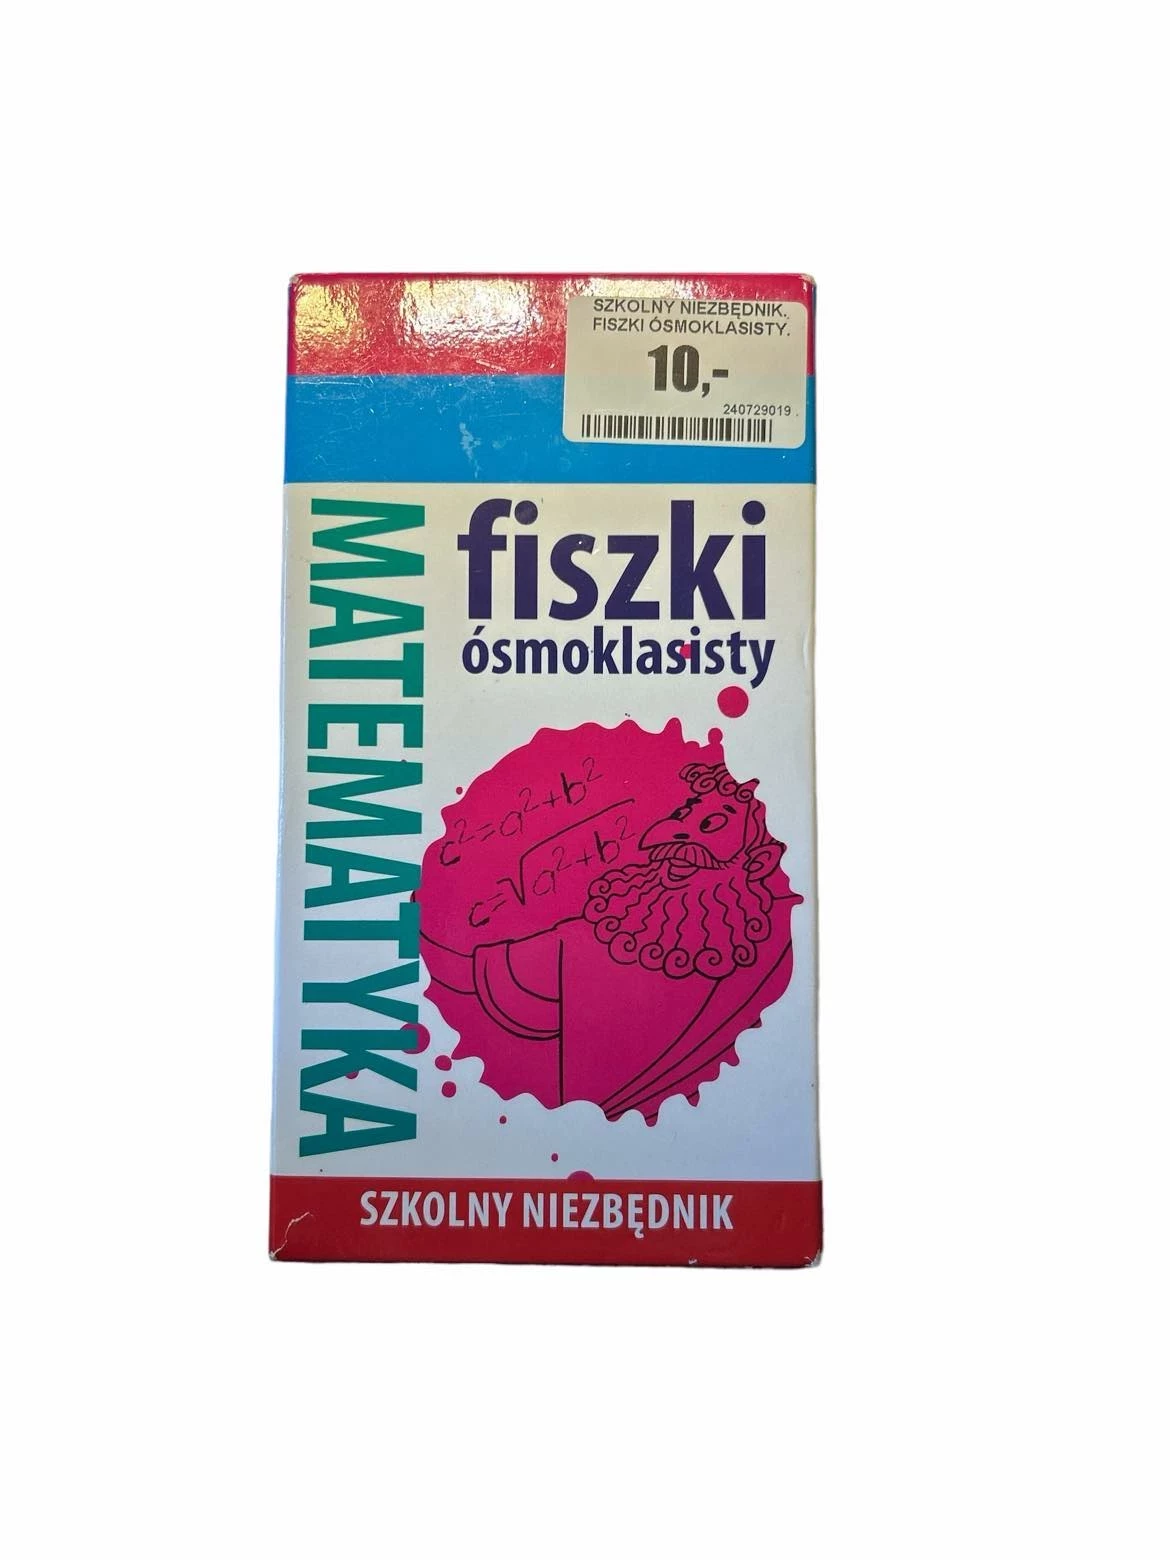 SZKOLNY NIEZBĘDNIK.
FISZKI ÓSMOKLASISTY.
10,-
240729019
MATEMATYKA
fiszki
ósmoklasisty
c²=a²+b²
c=√a²+b²
SZKOLNY NIEZBĘDNIK